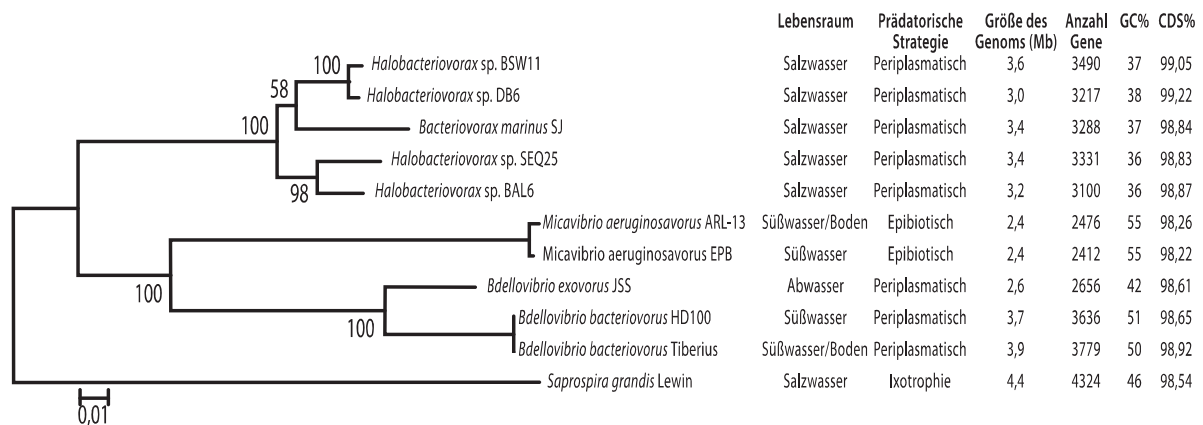 Lebensraum Prädatorische Strategie Größe des Genoms (Mb) Anzahl Gene GC% CDS%
100 Halobacteriovorax sp. BSW11 Salzwasser Periplasmatisch 3,6 3490 37 99,05
58 Halobacteriovorax sp. DB6 Salzwasser Periplasmatisch 3,0 3217 38 99,22
100 Bacteriovorax marinus SJ Salzwasser Periplasmatisch 3,4 3288 37 98,84
Halobacteriovorax sp. SEQ25 Salzwasser Periplasmatisch 3,4 3331 36 98,83
98 Halobacteriovorax sp. BAL6 Salzwasser Periplasmatisch 3,2 3100 36 98,87
Micavibrio aeruginosavorus ARL-13 Süßwasser/Boden Epibiotisch 2,4 2476 55 98,26
Micavibrio aeruginosavorus EPB Süßwasser Epibiotisch 2,4 2412 55 98,22
100 Bdellovibrio exovorus JSS Abwasser Periplasmatisch 2,6 2656 42 98,61
100 Bdellovibrio bacteriovorus HD100 Süßwasser Periplasmatisch 3,7 3636 51 98,65
Bdellovibrio bacteriovorus Tiberius Süßwasser/Boden Periplasmatisch 3,9 3779 50 98,92
Saprospira grandis Lewin Salzwasser Ixotrophie 4,4 4324 46 98,54
0,01